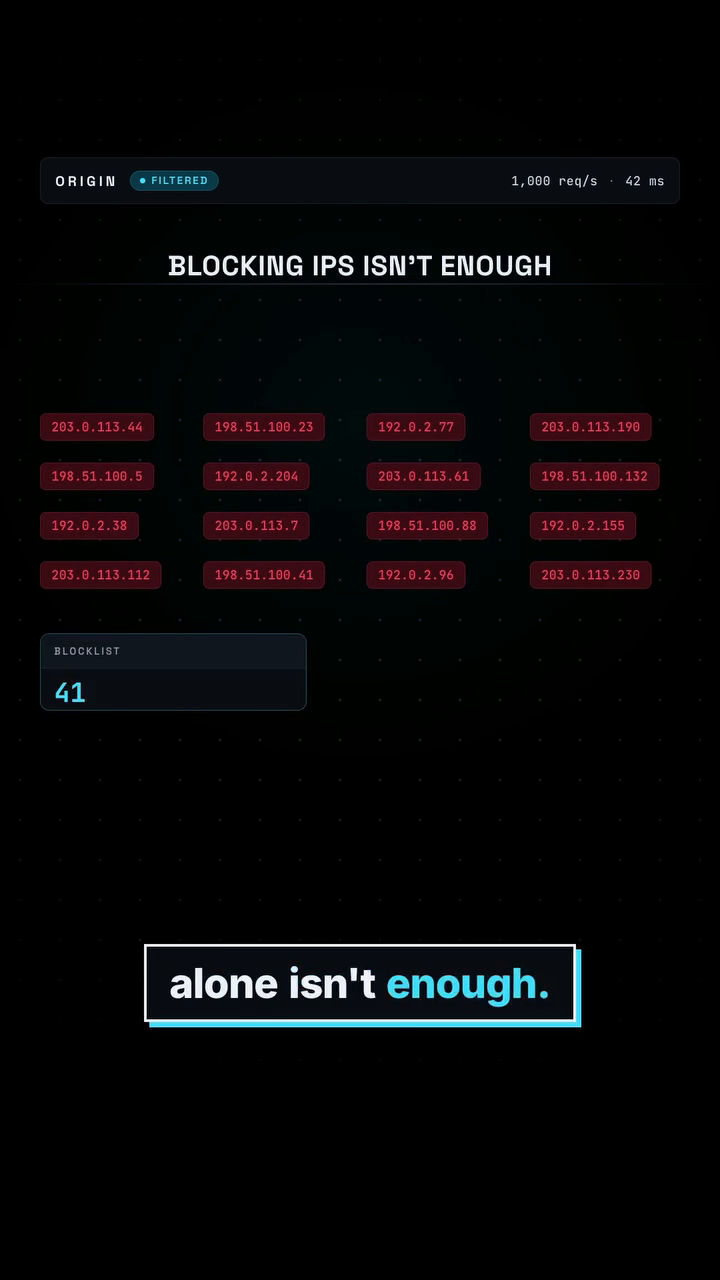 ORIGIN FILTERED 1,000 req/s · 42 ms
BLOCKING IPS ISN’T ENOUGH
203.0.113.44 198.51.100.23 192.0.2.77 203.0.113.190
198.51.100.5 192.0.2.204 203.0.113.61 198.51.100.132
192.0.2.38 203.0.113.7 198.51.100.88 192.0.2.155
203.0.113.112 198.51.100.41 192.0.2.96 203.0.113.230
BLOCKLIST
41
alone isn't enough.